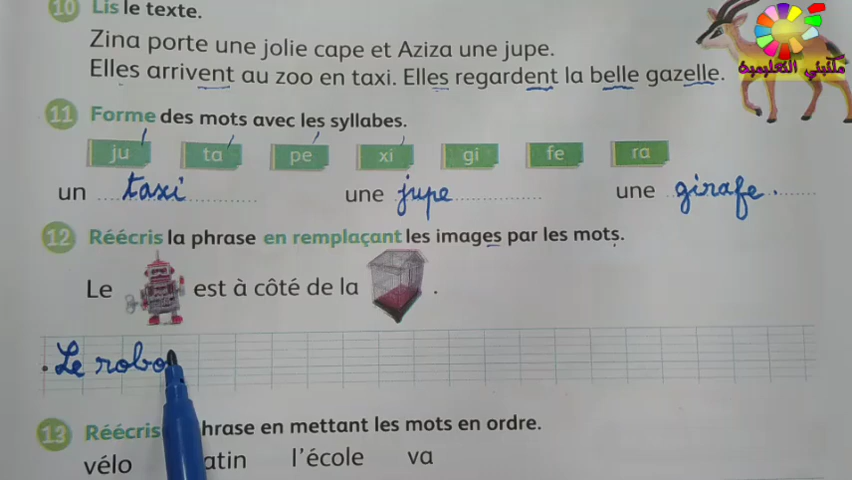 10 Lis le texte.
Zina porte une jolie cape et Aziza une jupe.
Elles arrivent au zoo en taxi. Elles regardent la belle gazelle.
مكتبتي التعليمية
11 Forme des mots avec les syllabes.
ju ta pe xi gi fe ra
un taxi une jupe une girafe.
12 Réécris la phrase en remplaçant les images par les mots.
Le est à côté de la .
Le robo
13 Réécris hrase en mettant les mots en ordre.
vélo atin l'école va